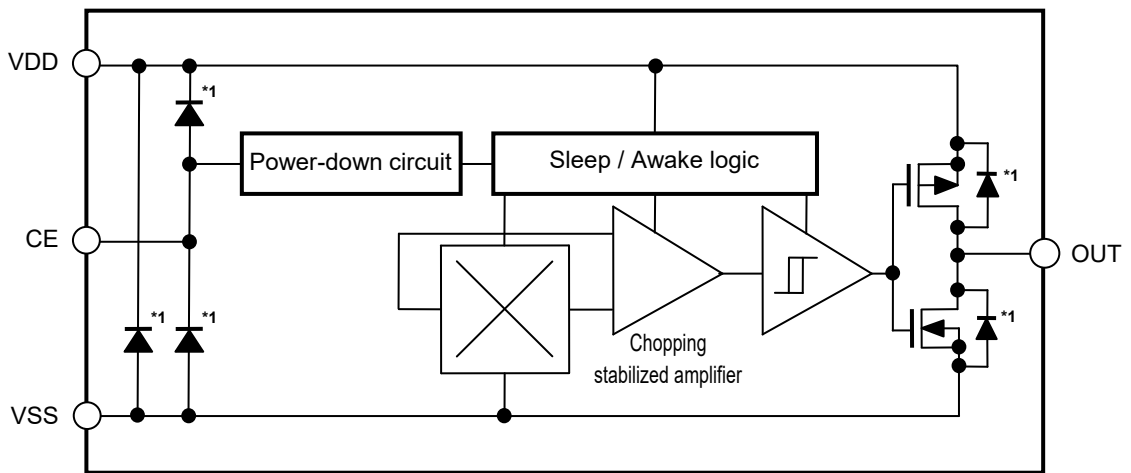 VDD
*1
Power-down circuit
Sleep / Awake logic
*1
CE
OUT
*1
*1
*1
Chopping
stabilized amplifier
VSS